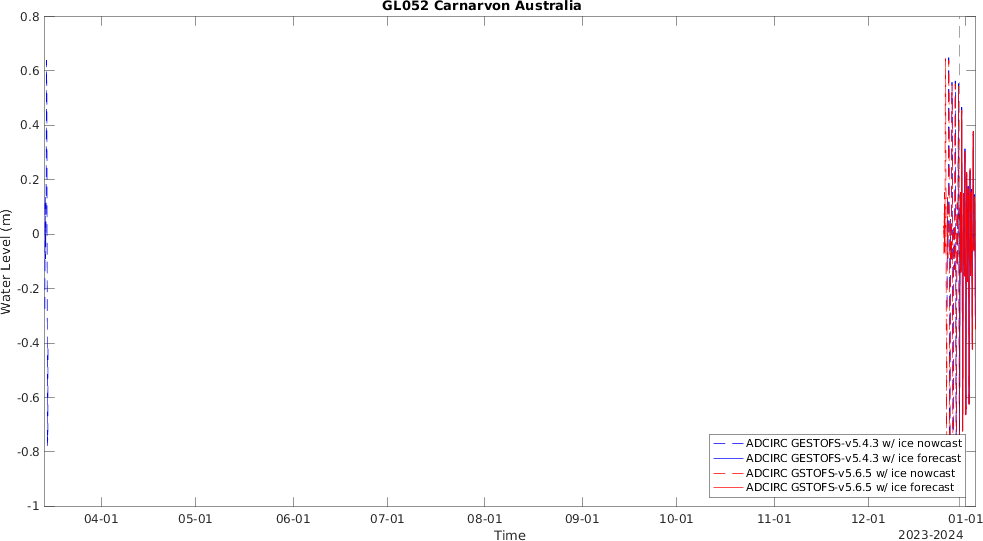 GL052 Carnarvon Australia
0.8
0.6
0.4
0.2
0
-0.2
-0.4
-0.6
-0.8
-1
Water Level (m)
ADCIRC GESTOFS-v5.4.3 w/ ice nowcast
ADCIRC GESTOFS-v5.4.3 w/ ice forecast
ADCIRC GSTOFS-v5.6.5 w/ ice nowcast
ADCIRC GSTOFS-v5.6.5 w/ ice forecast
04-01 05-01 06-01 07-01 08-01 09-01 10-01 11-01 12-01 01-01
Time
2023-2024